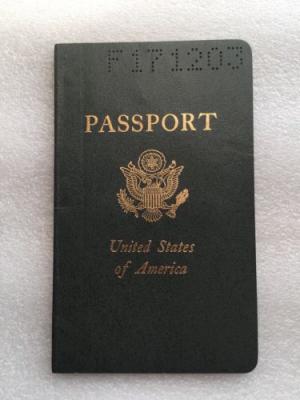 F171203
PASSPORT
United States
of America